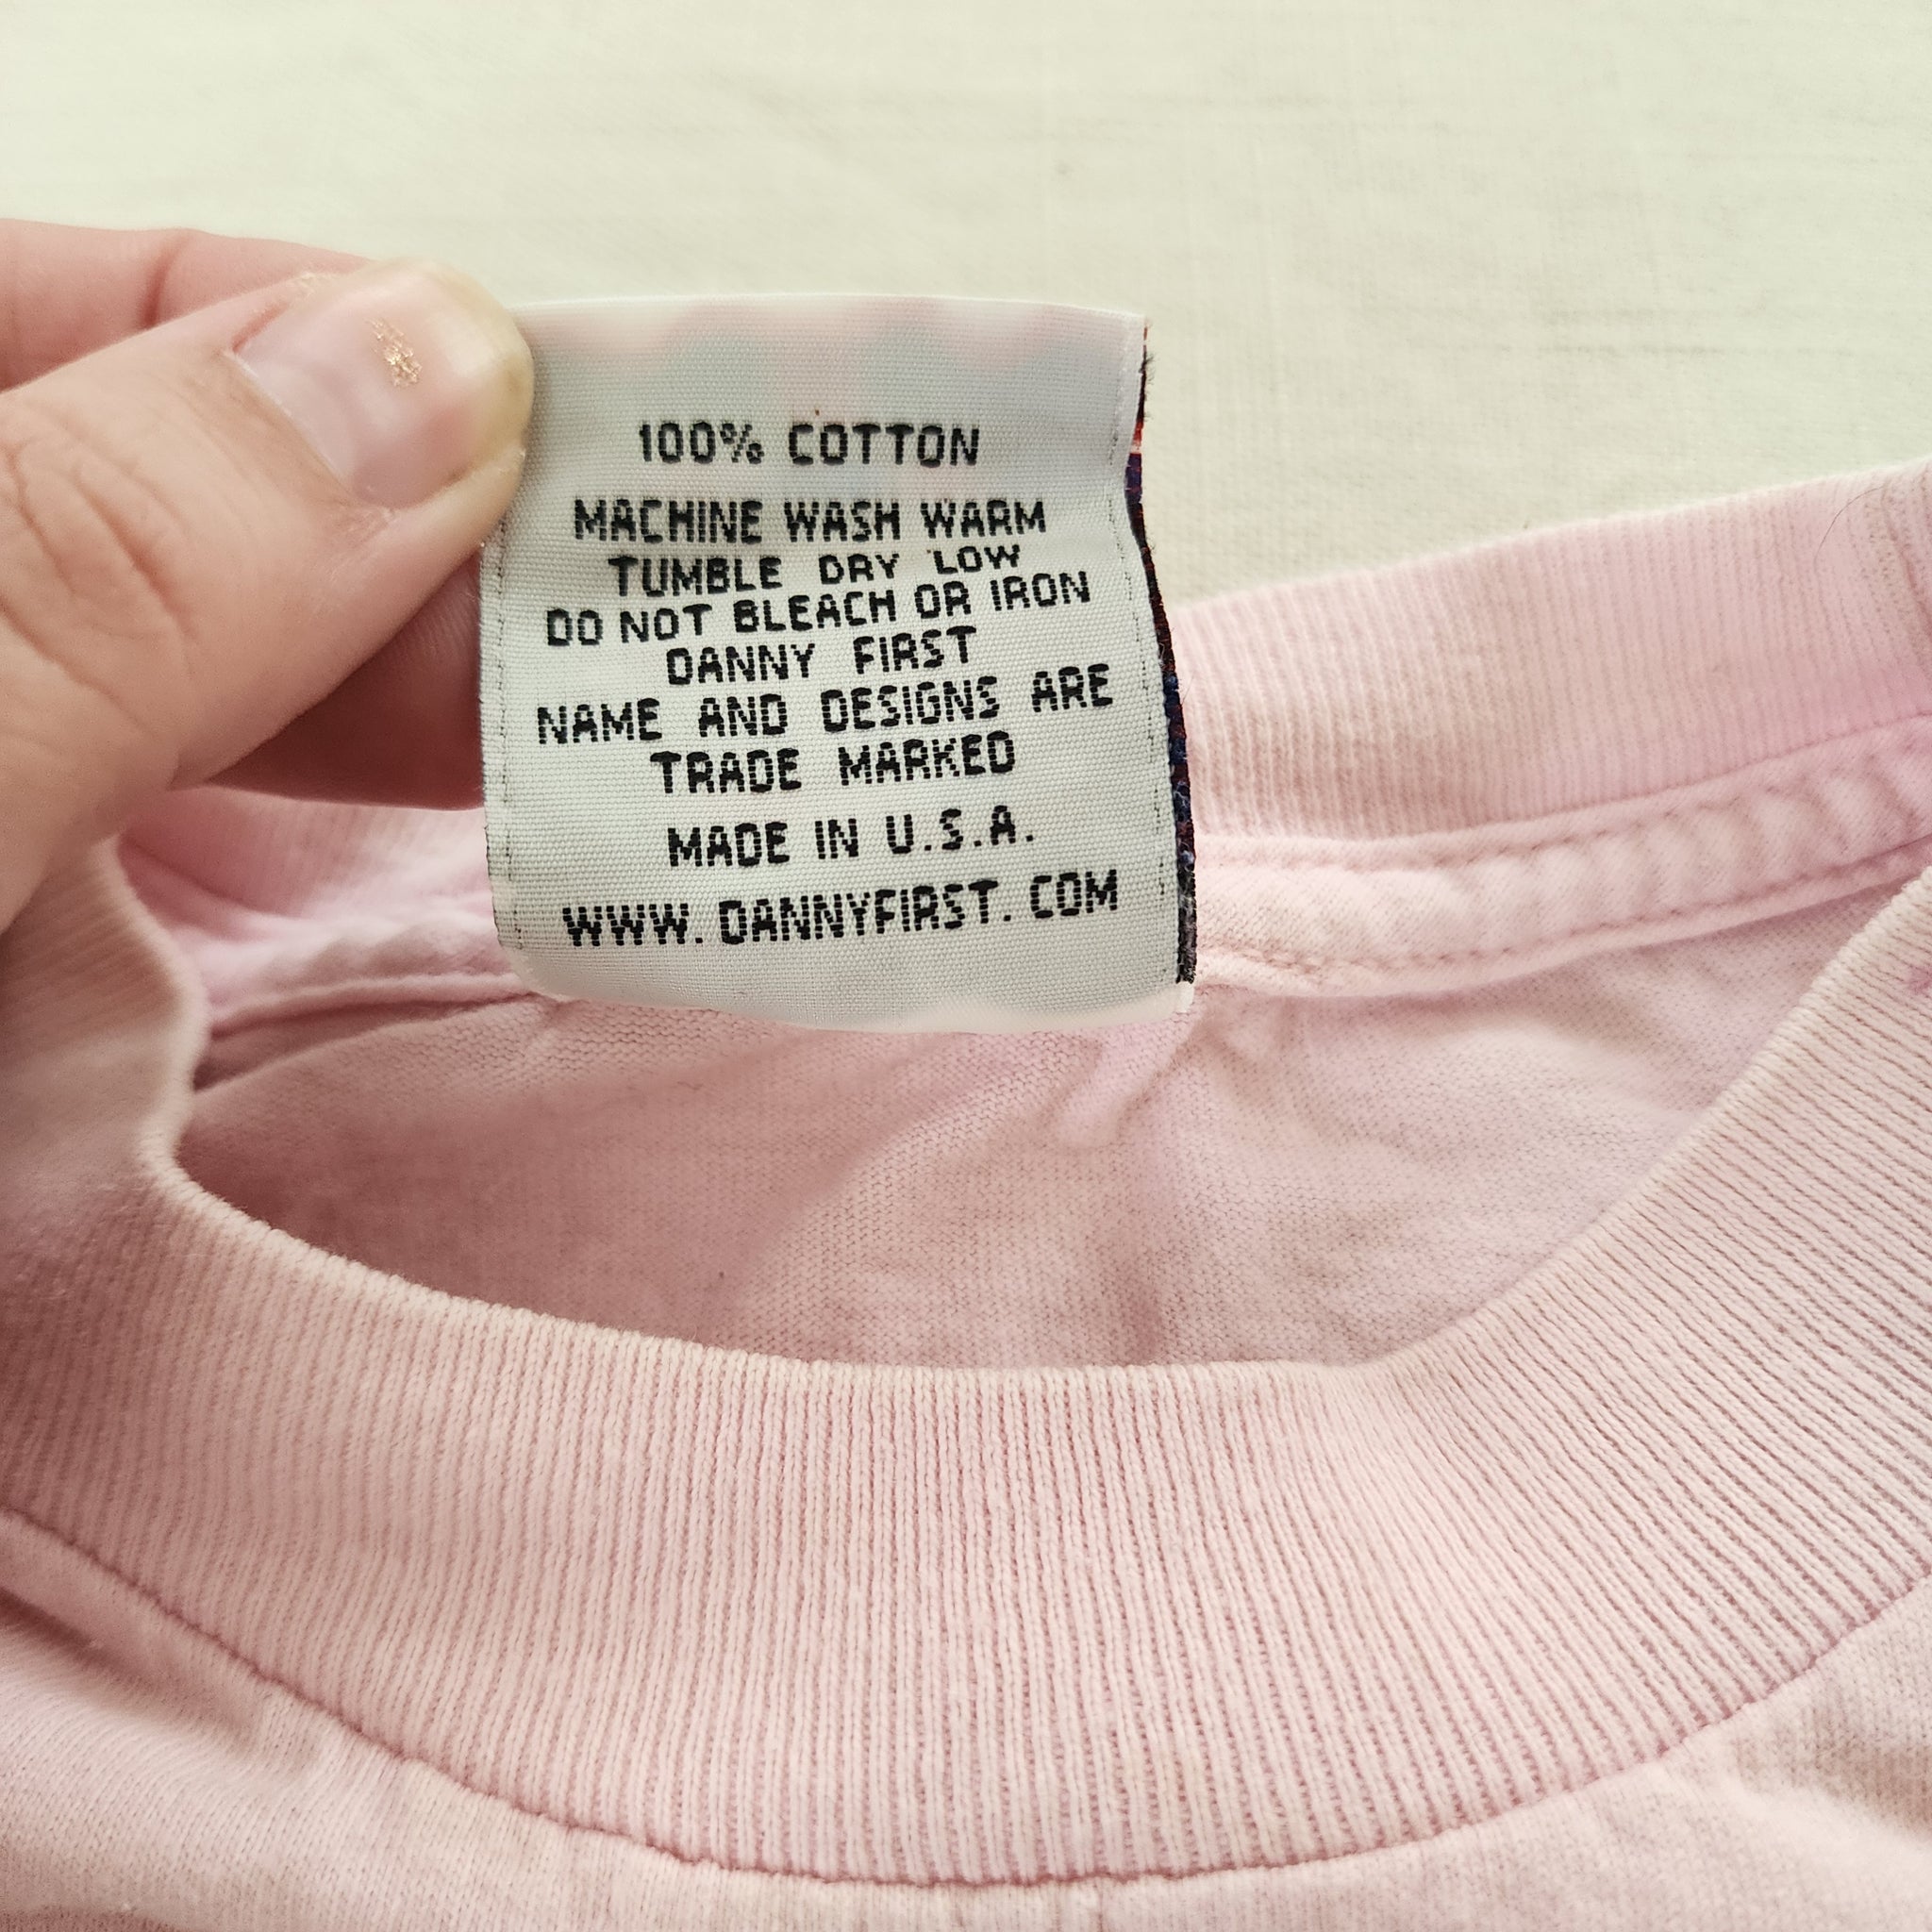 100% COTTON
MACHINE WASH WARM
TUMBLE DRY LOW
DO NOT BLEACH OR IRON
DANNY FIRST
NAME AND DESIGNS ARE
TRADE MARKED
MADE IN U.S.A.
WWW.DANNYFIRST.COM